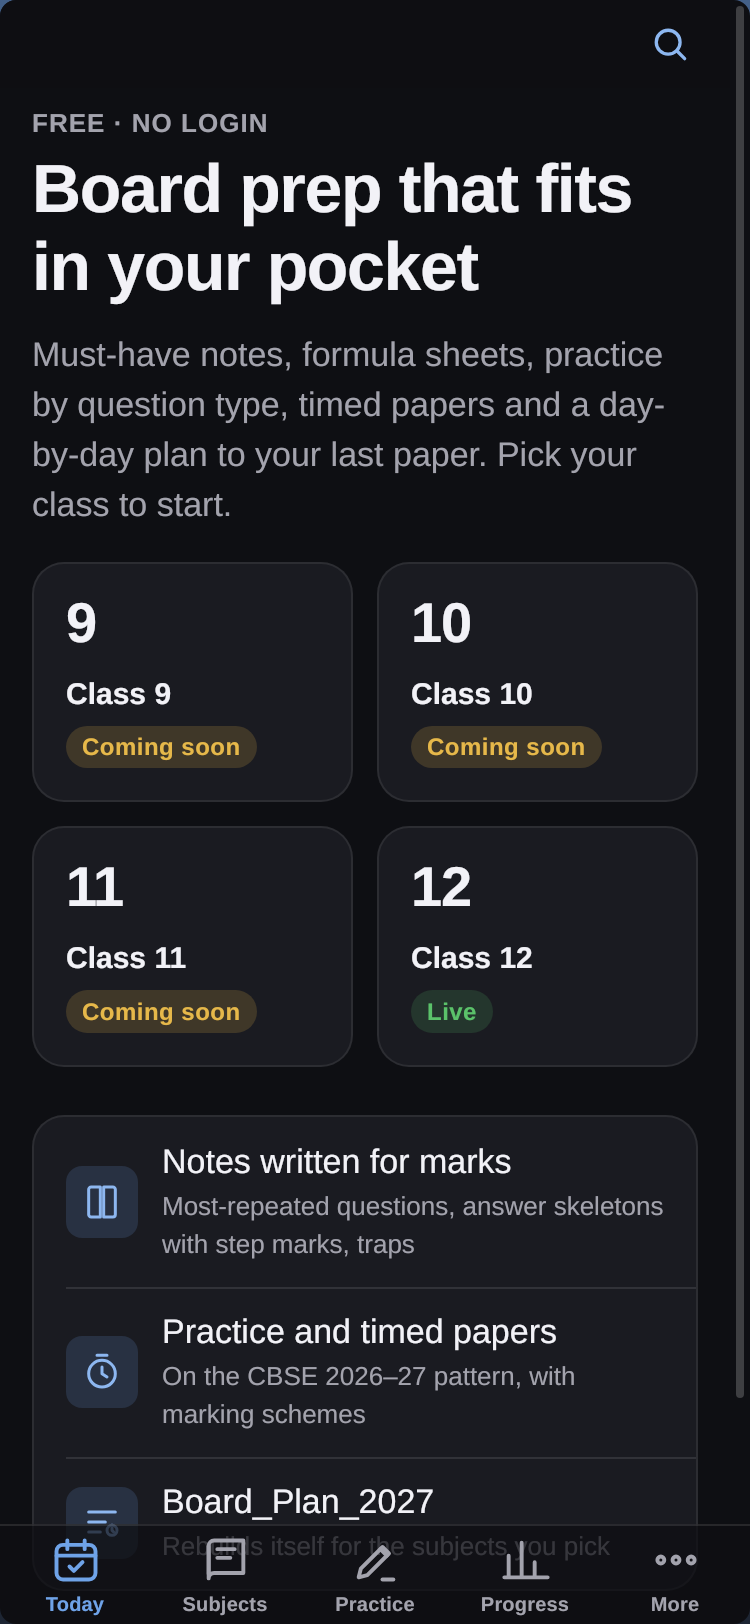 FREE · NO LOGIN
Board prep that fits
in your pocket
Must-have notes, formula sheets, practice
by question type, timed papers and a day-
by-day plan to your last paper. Pick your
class to start.
9
Class 9
Coming soon
10
Class 10
Coming soon
11
Class 11
Coming soon
12
Class 12
Live
Notes written for marks
Most-repeated questions, answer skeletons
with step marks, traps
Practice and timed papers
On the CBSE 2026–27 pattern, with
marking schemes
Board_Plan_2027
Rebuilds itself for the subjects you pick
Today
Subjects
Practice
Progress
More